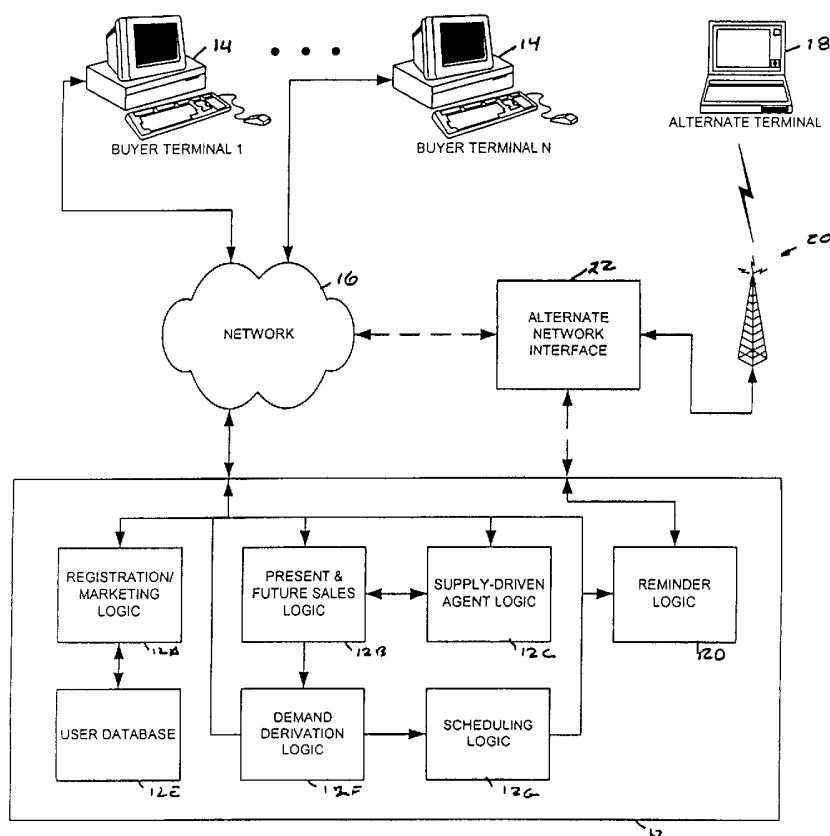 14
14
18
BUYER TERMINAL 1
BUYER TERMINAL N
ALTERNATE TERMINAL
20
16
22
NETWORK
ALTERNATE
NETWORK
INTERFACE
REGISTRATION/
MARKETING
LOGIC
PRESENT &
FUTURE SALES
LOGIC
SUPPLY-DRIVEN
AGENT LOGIC
REMINDER
LOGIC
12A
12B
12C
12D
USER DATABASE
DEMAND
DERIVATION
LOGIC
SCHEDULING
LOGIC
12E
12F
12G
12